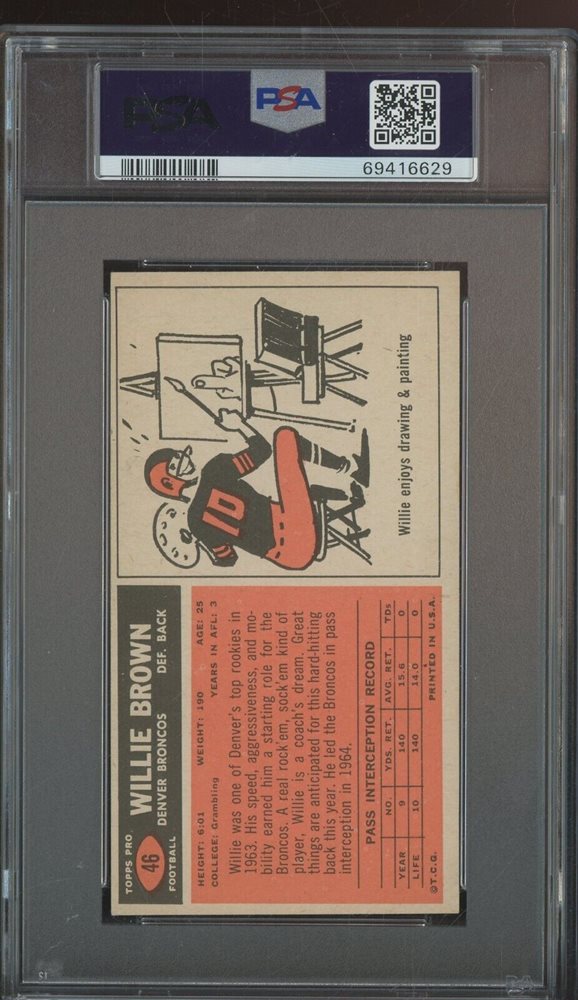 PSA
PSA
69416629
TOPPS PRO
46
FOOTBALL
WILLIE BROWN
DENVER BRONCOS DEF. BACK
HEIGHT: 6:01 WEIGHT: 190 AGE: 25
COLLEGE: Grambling YEARS IN AFL: 3
Willie was one of Denver's top rookies in
1963. His speed, aggressiveness, and mo-
bility earned him a starting role for the
Broncos. A real rock'em, sock'em kind of
player, Willie is a coach's dream. Great
things are anticipated for this hard-hitting
back this year. He led the Broncos in pass
interception in 1964.
PASS INTERCEPTION RECORD
NO. YDS. RET. AVG. RET. TDs
YEAR 9 140 15.6 0
LIFE 10 140 14.0 0
©T.C.G. PRINTED IN U.S.A.
10
Willie enjoys drawing & painting
PSA